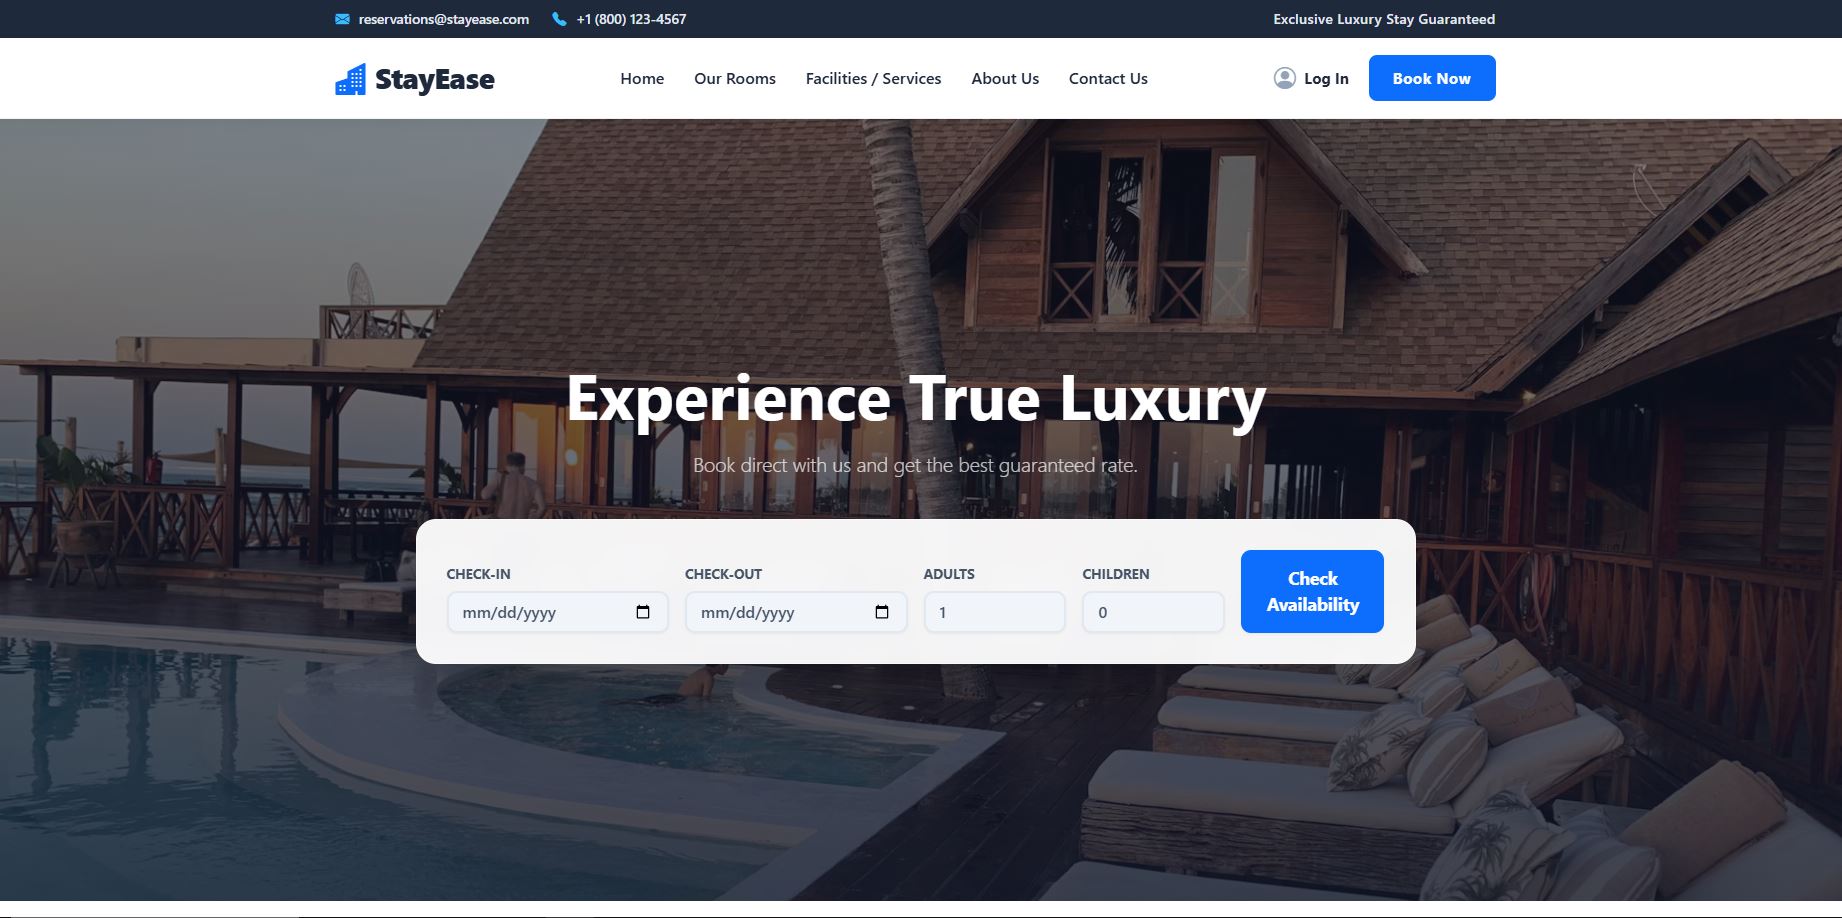 reservations@stayease.com +1 (800) 123-4567 Exclusive Luxury Stay Guaranteed
StayEase Home Our Rooms Facilities / Services About Us Contact Us Log In Book Now
Experience True Luxury
Book direct with us and get the best guaranteed rate.
CHECK-IN CHECK-OUT ADULTS CHILDREN
mm/dd/yyyy mm/dd/yyyy 1 0
Check
Availability